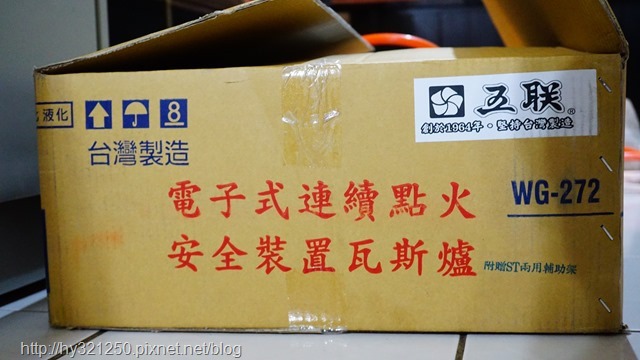 液化
8
台灣製造
五联®
創於1964年・堅持台灣製造
電子式連續點火
WG-272
安全裝置瓦斯爐
附贈ST兩用輔助架
http://hy321250.pixnet.net/blog